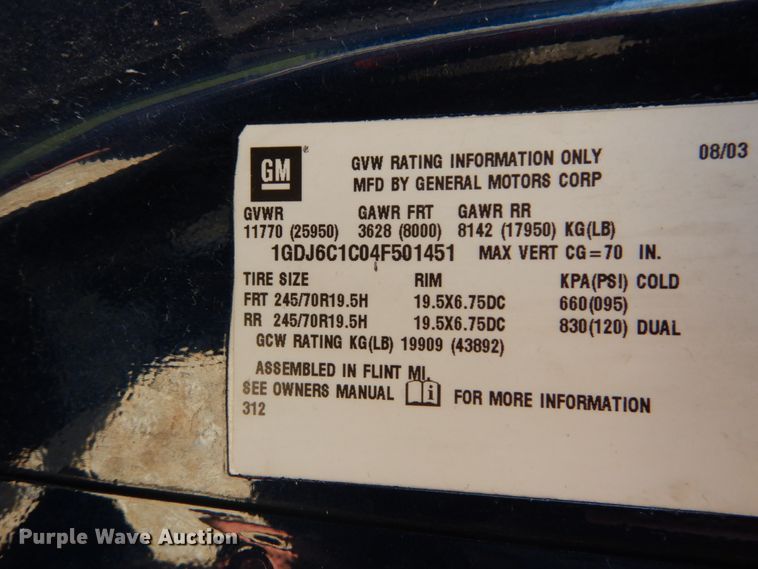 GM ® GVW RATING INFORMATION ONLY 08/03
MFD BY GENERAL MOTORS CORP
GVWR GAWR FRT GAWR RR
11770 (25950) 3628 (8000) 8142 (17950) KG(LB)
1GDJ6C1C04F501451 MAX VERT CG=70 IN.
TIRE SIZE RIM KPA(PSI) COLD
FRT 245/70R19.5H 19.5X6.75DC 660(095)
RR 245/70R19.5H 19.5X6.75DC 830(120) DUAL
GCW RATING KG(LB) 19909 (43892)
ASSEMBLED IN FLINT MI.
SEE OWNERS MANUAL i FOR MORE INFORMATION
312
Purple Wave Auction